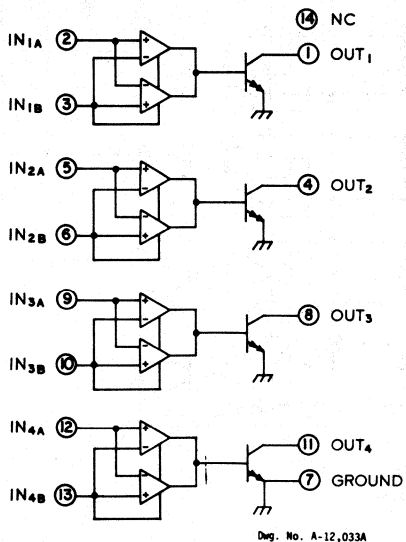 14 NC
IN1A 2
1 OUT1
IN1B 3
IN2A 5
4 OUT2
IN2B 6
IN3A 9
8 OUT3
IN3B 10
IN4A 12
11 OUT4
7 GROUND
IN4B 13
Dwg. No. A-12,033A